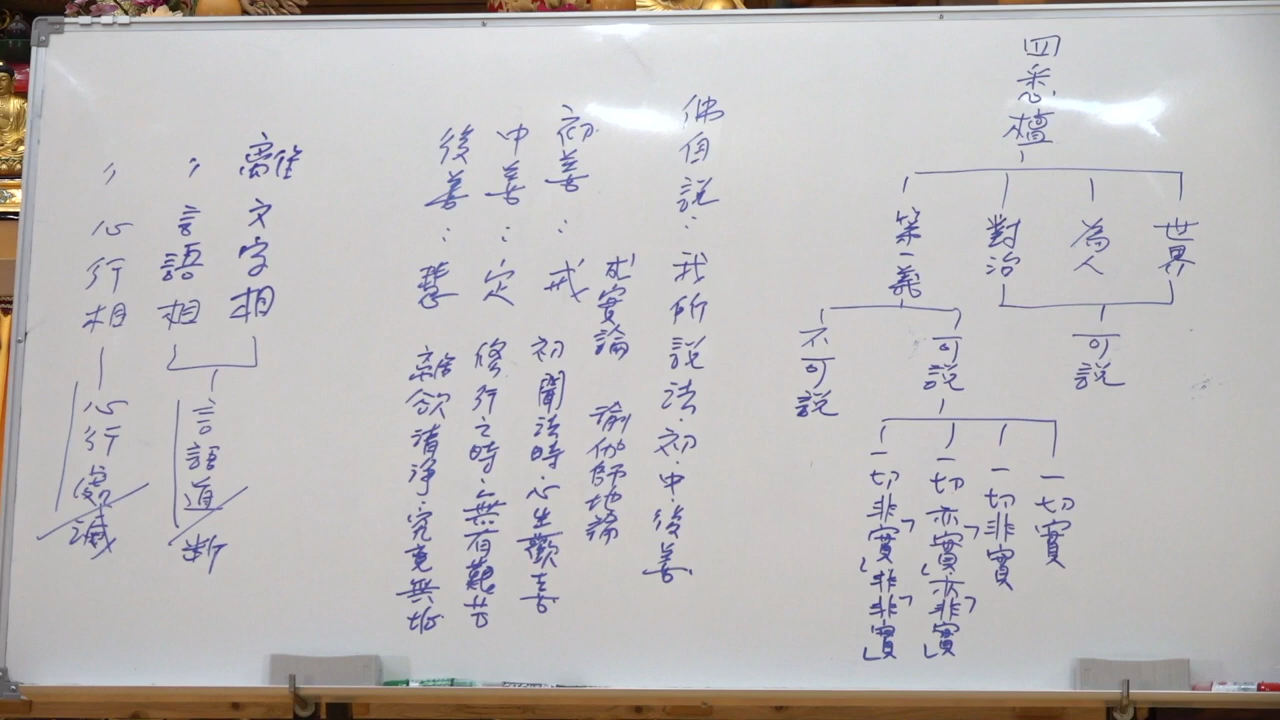 四悉檀
世界
為人
對治
第一義
可說
可說
不可說
一切實
一切非實
一切亦「實」亦「非實」
一切非「實」非「非實」
佛自說：我所說法，初、中、後善。
成實論 瑜伽師地論
初善：戒 初聞法時，心生歡喜
中善：定 修行之時，無有艱苦
後善：慧 離欲清淨，究竟無垢
離文字相
〃言語相
言語道斷
〃心行相—心行處滅